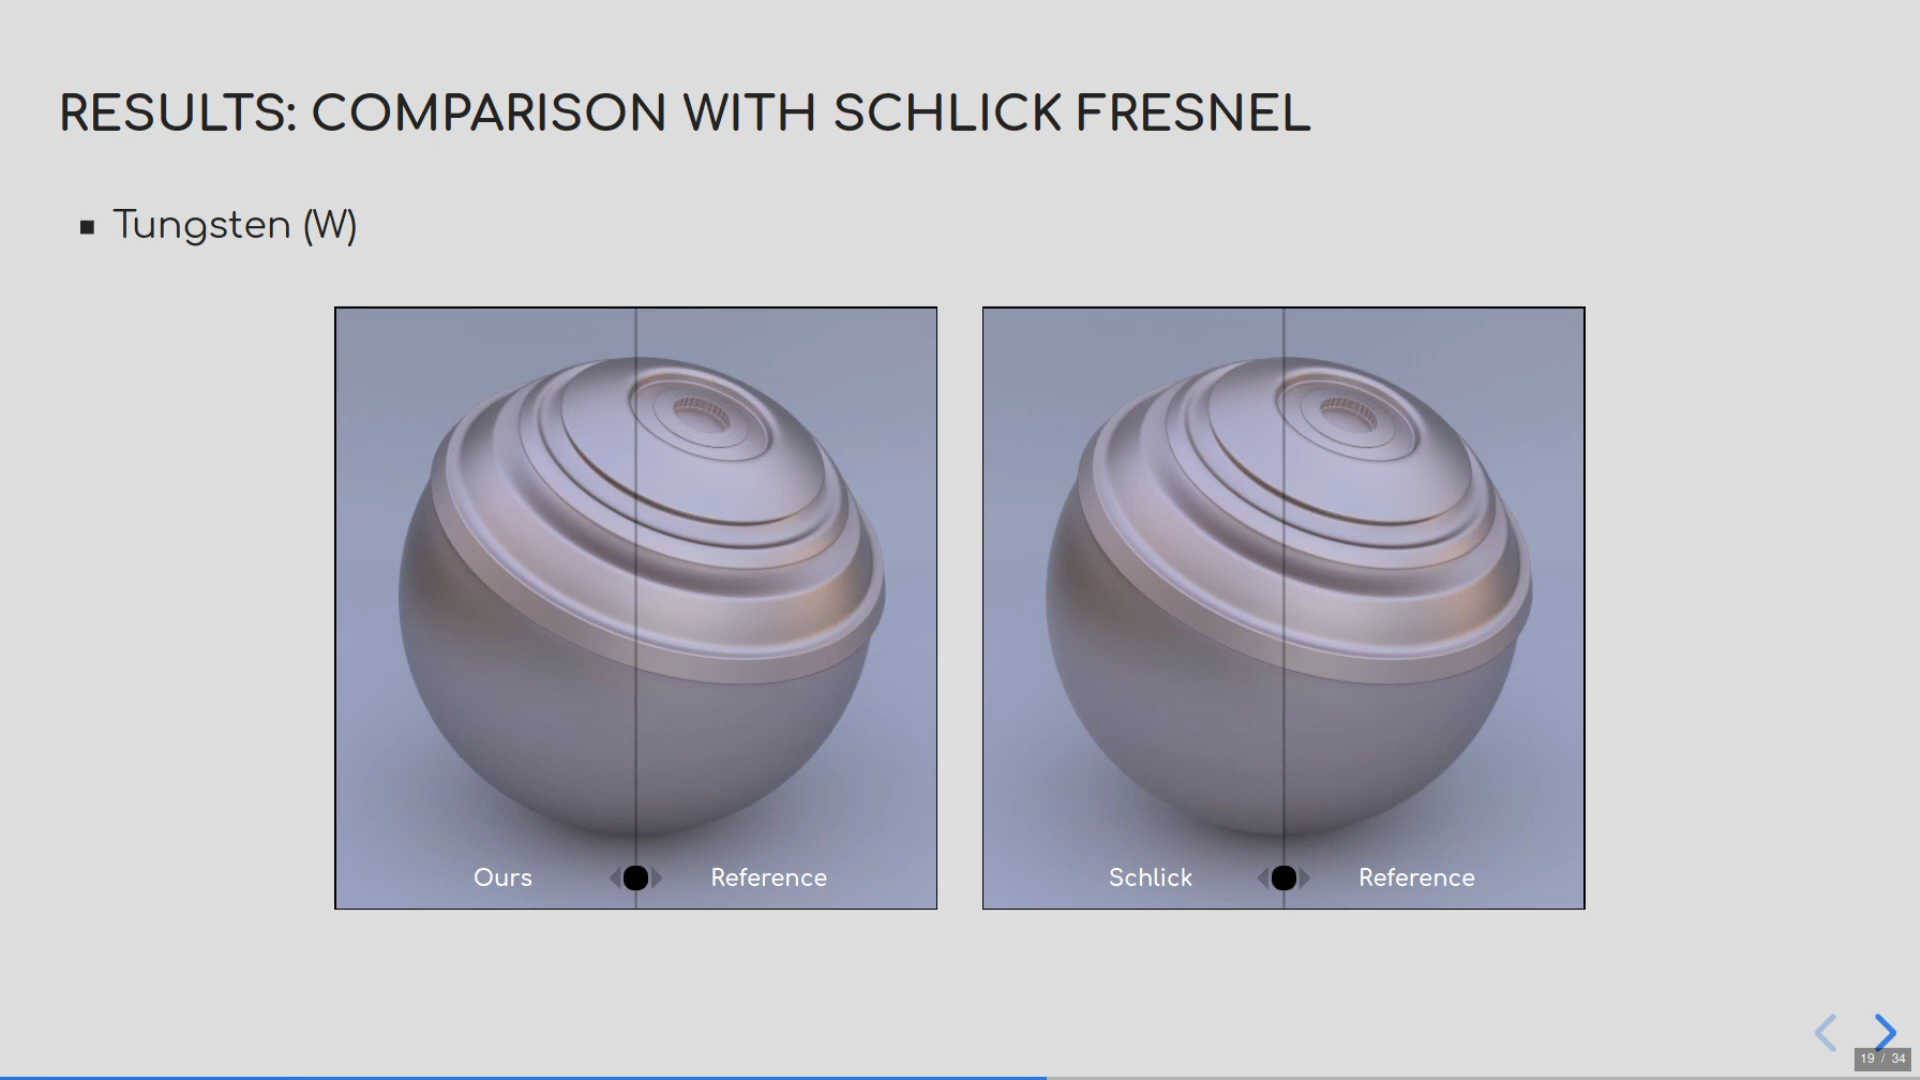 RESULTS: COMPARISON WITH SCHLICK FRESNEL
Tungsten (W)
Ours
Reference
Schlick
Reference
19 / 34